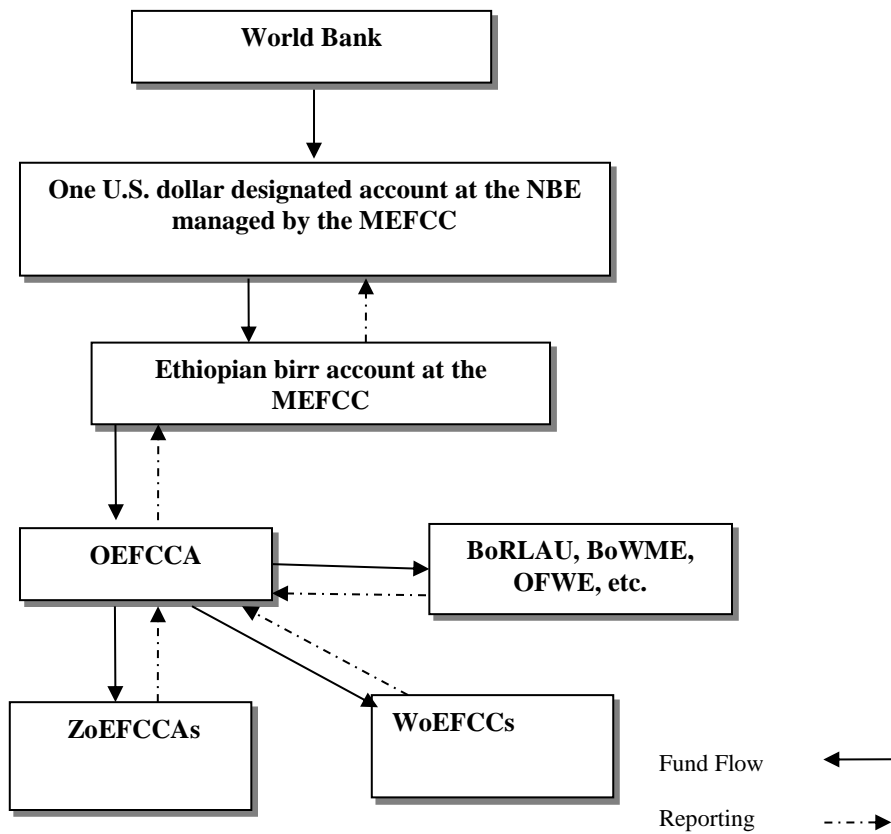 World Bank
One U.S. dollar designated account at the NBE
managed by the MEFCC
Ethiopian birr account at the
MEFCC
OEFCCA
BoRLAU, BoWME,
OFWE, etc.
ZoEFCCAs
WoEFCCs
Fund Flow
Reporting